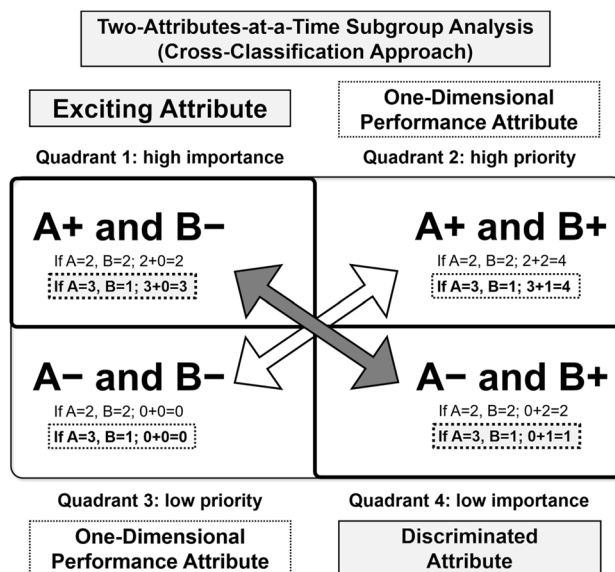 Two-Attributes-at-a-Time Subgroup Analysis
(Cross-Classification Approach)
Exciting Attribute
One-Dimensional
Performance Attribute
Quadrant 1: high importance
Quadrant 2: high priority
A+ and B−
If A=2, B=2; 2+0=2
If A=3, B=1; 3+0=3
A+ and B+
If A=2, B=2; 2+2=4
If A=3, B=1; 3+1=4
A− and B−
If A=2, B=2; 0+0=0
If A=3, B=1; 0+0=0
A− and B+
If A=2, B=2; 0+2=2
If A=3, B=1; 0+1=1
Quadrant 3: low priority
Quadrant 4: low importance
One-Dimensional
Performance Attribute
Discriminated
Attribute